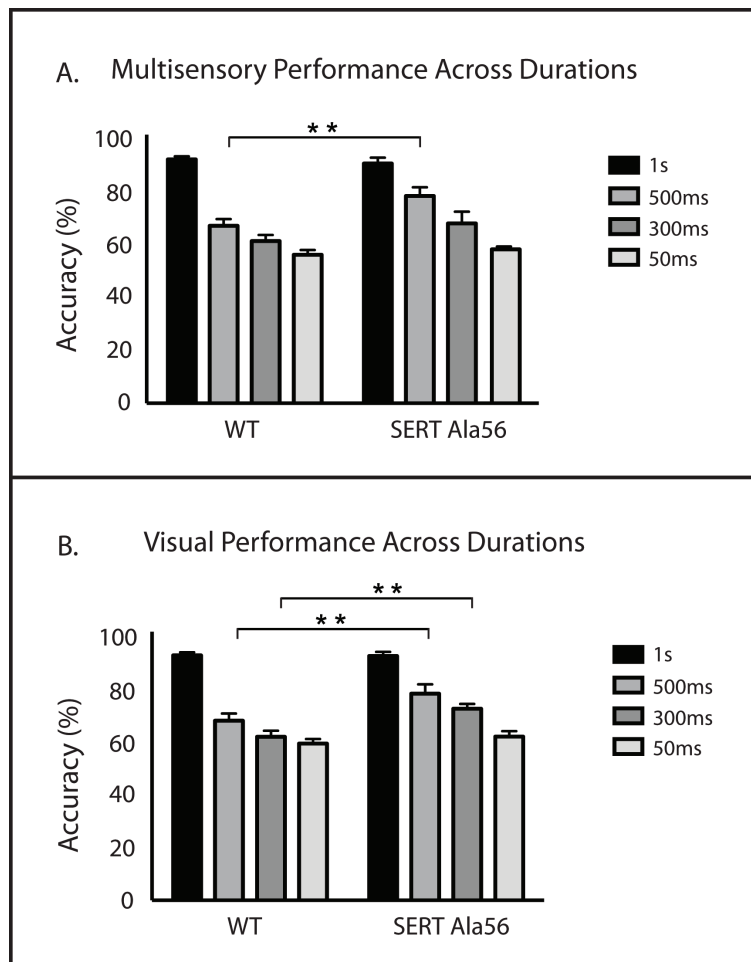 A. Multisensory Performance Across Durations
* *
100
80
60
40
20
0
Accuracy (%)
WT
SERT Ala56
1s
500ms
300ms
50ms
B. Visual Performance Across Durations
* *
* *
100
80
60
40
20
0
Accuracy (%)
WT
SERT Ala56
1s
500ms
300ms
50ms